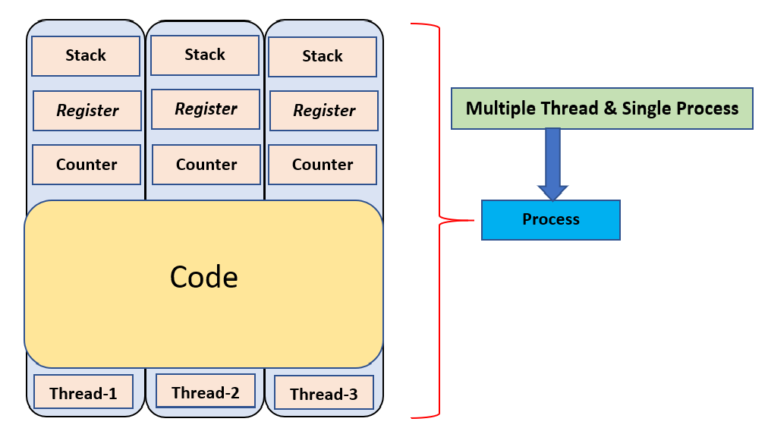 Stack
Stack
Stack
Register
Register
Register
Counter
Counter
Counter
Code
Thread-1
Thread-2
Thread-3
Multiple Thread & Single Process
Process